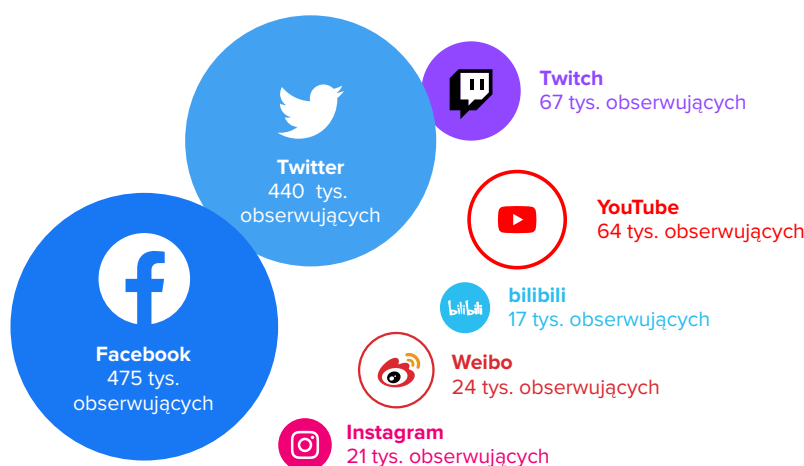 Twitch
67 tys. obserwujących
Twitter
440 tys.
obserwujących
YouTube
64 tys. obserwujących
bilibili
bilibili
17 tys. obserwujących
Facebook
475 tys.
obserwujących
Weibo
24 tys. obserwujących
Instagram
21 tys. obserwujących